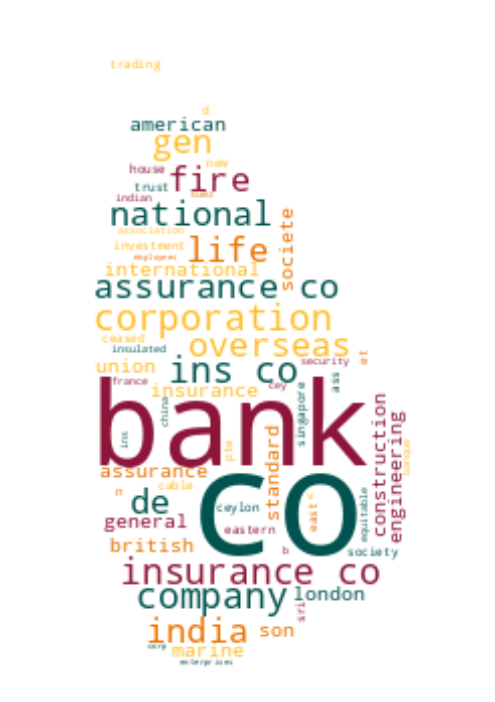 trading
d
american
gen
new
house
fire
trust
indian
national
association
societe
investment
life
employees
international
assurance co
corporation
ceased
overseas
insulated
et
union
ins co
security
france
cey
ass
insurance
bank
china
singapore
construction
engineering
ins
pte
standard
banque
assurance
cable
n
de
co
ceylon
east
c
equitable
general
eastern
british
b
society
insurance co
company
london
sri
india
son
corp
marine
enterprises